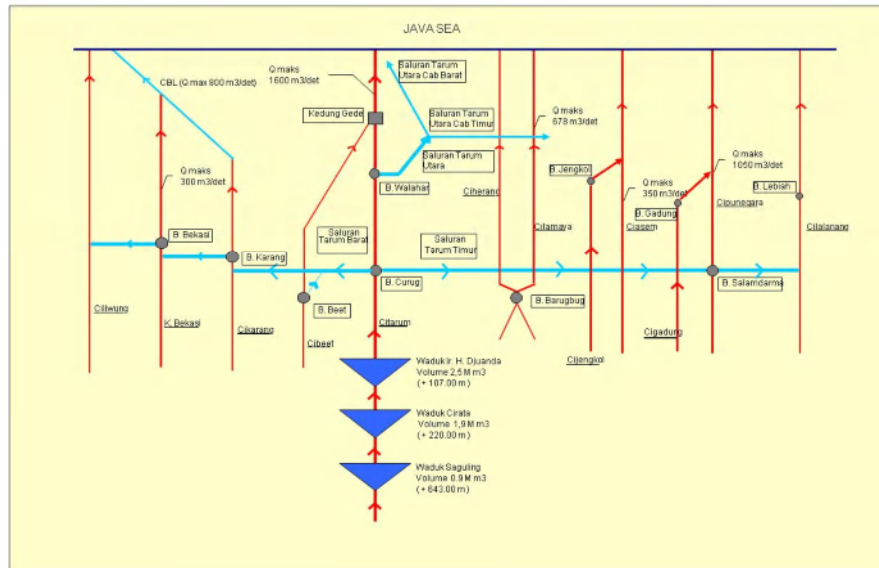 JAVA SEA
CBL (Q max 800 m3/det)
Q maks
1600 m3/det
Saluran Tarum
Utara Cab Barat
Kedung Gede
Saluran Tarum
Utara Cab Timur
Q maks
678 m3/det
Saluran Tarum
Utara
Q maks
300 m3/det
B. Walahar
Ciherang
B. Jengkol
Q maks
350 m3/det
Q maks
1050 m3/det
B. Lebiah
B. Gadung
Cipunegara
Cilamaya
Ciasem
Cilalanang
B. Bekasi
B. Karang
Saluran
Tarum Barat
Saluran
Tarum Timur
B. Curug
B. Salamdarma
B. Beet
B. Barugbug
Ciliwung
K. Bekasi
Cikarang
Cibeet
Citarum
Cijengkol
Cigadung
Waduk Ir. H. Djuanda
Volume 2,5 M m3
(+ 107.00 m)
Waduk Cirata
Volume 1,9 M m3
(+ 220.00 m)
Waduk Saguling
Volume 0.9 M m3
(+ 643.00 m)